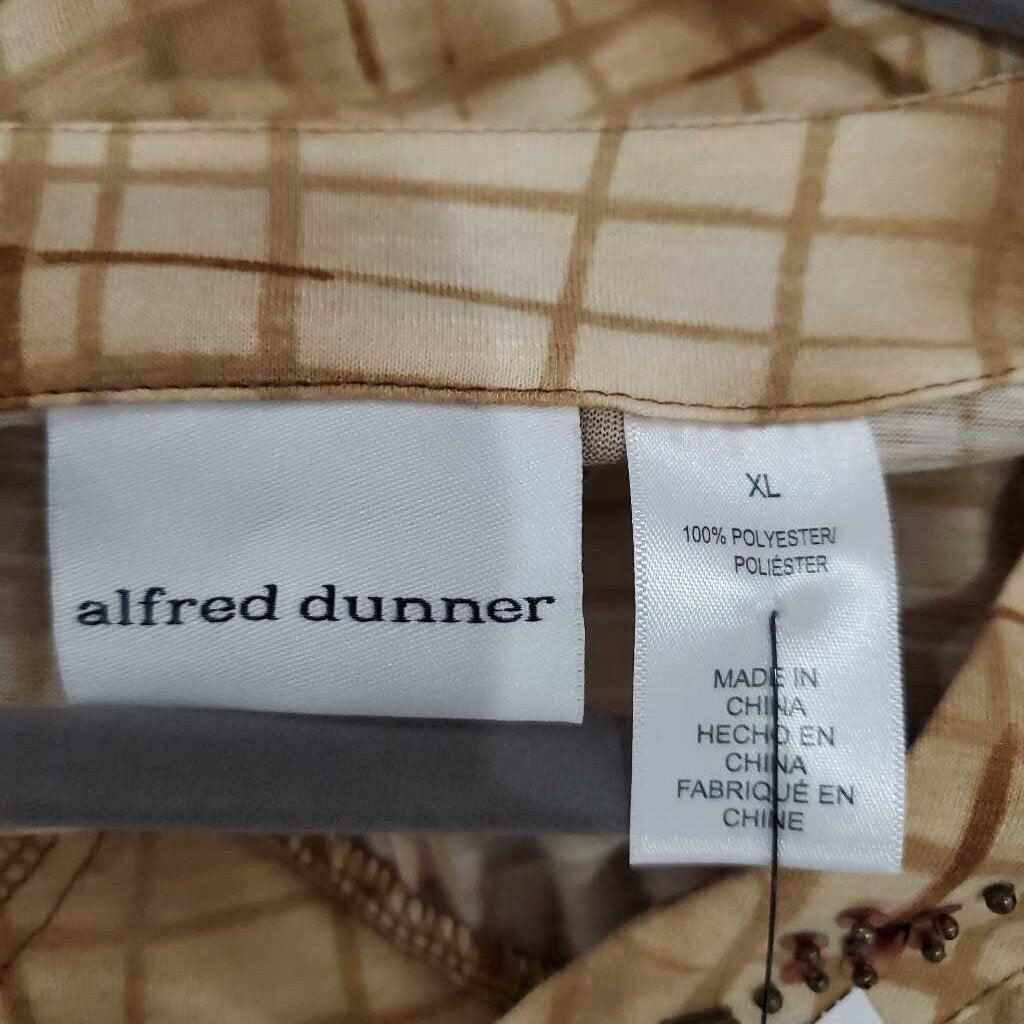 alfred dunner
XL
100% POLYESTER/
POLIÉSTER
MADE IN
CHINA
HECHO EN
CHINA
FABRIQUÉ EN
CHINE